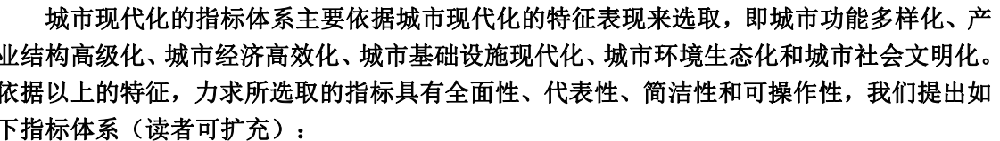 城市现代化的指标体系主要依据城市现代化的特征表现来选取，即城市功能多样化、产
业结构高级化、城市经济高效化、城市基础设施现代化、城市环境生态化和城市社会文明化。
依据以上的特征，力求所选取的指标具有全面性、代表性、简洁性和可操作性，我们提出如
下指标体系（读者可扩充）：